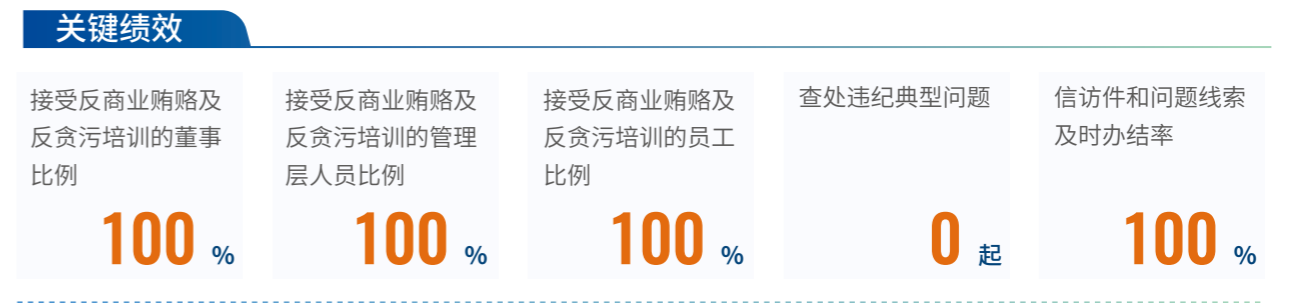 关键绩效
接受反商业贿赂及
反贪污培训的董事
比例
100 %
接受反商业贿赂及
反贪污培训的管理
层人员比例
100 %
接受反商业贿赂及
反贪污培训的员工
比例
100 %
查处违纪典型问题
0 起
信访件和问题线索
及时办结率
100 %